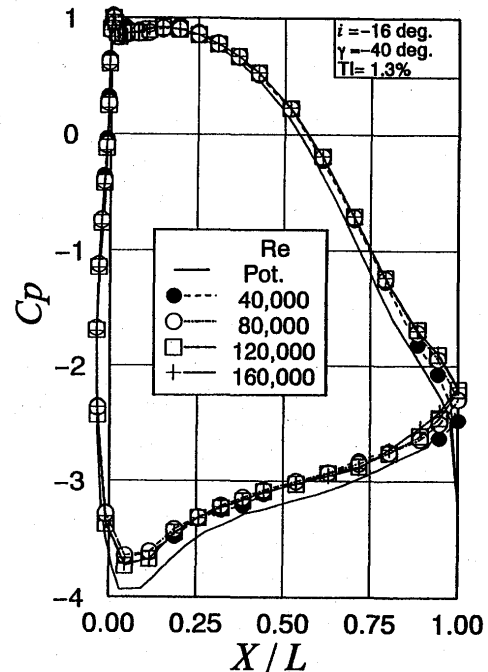 1
i =−16 deg.
γ =−40 deg.
TI= 1.3%
0
−1
Cp
Re
Pot.
40,000
80,000
120,000
160,000
−2
−3
−4
0.00 0.25 0.50 0.75 1.00
X / L